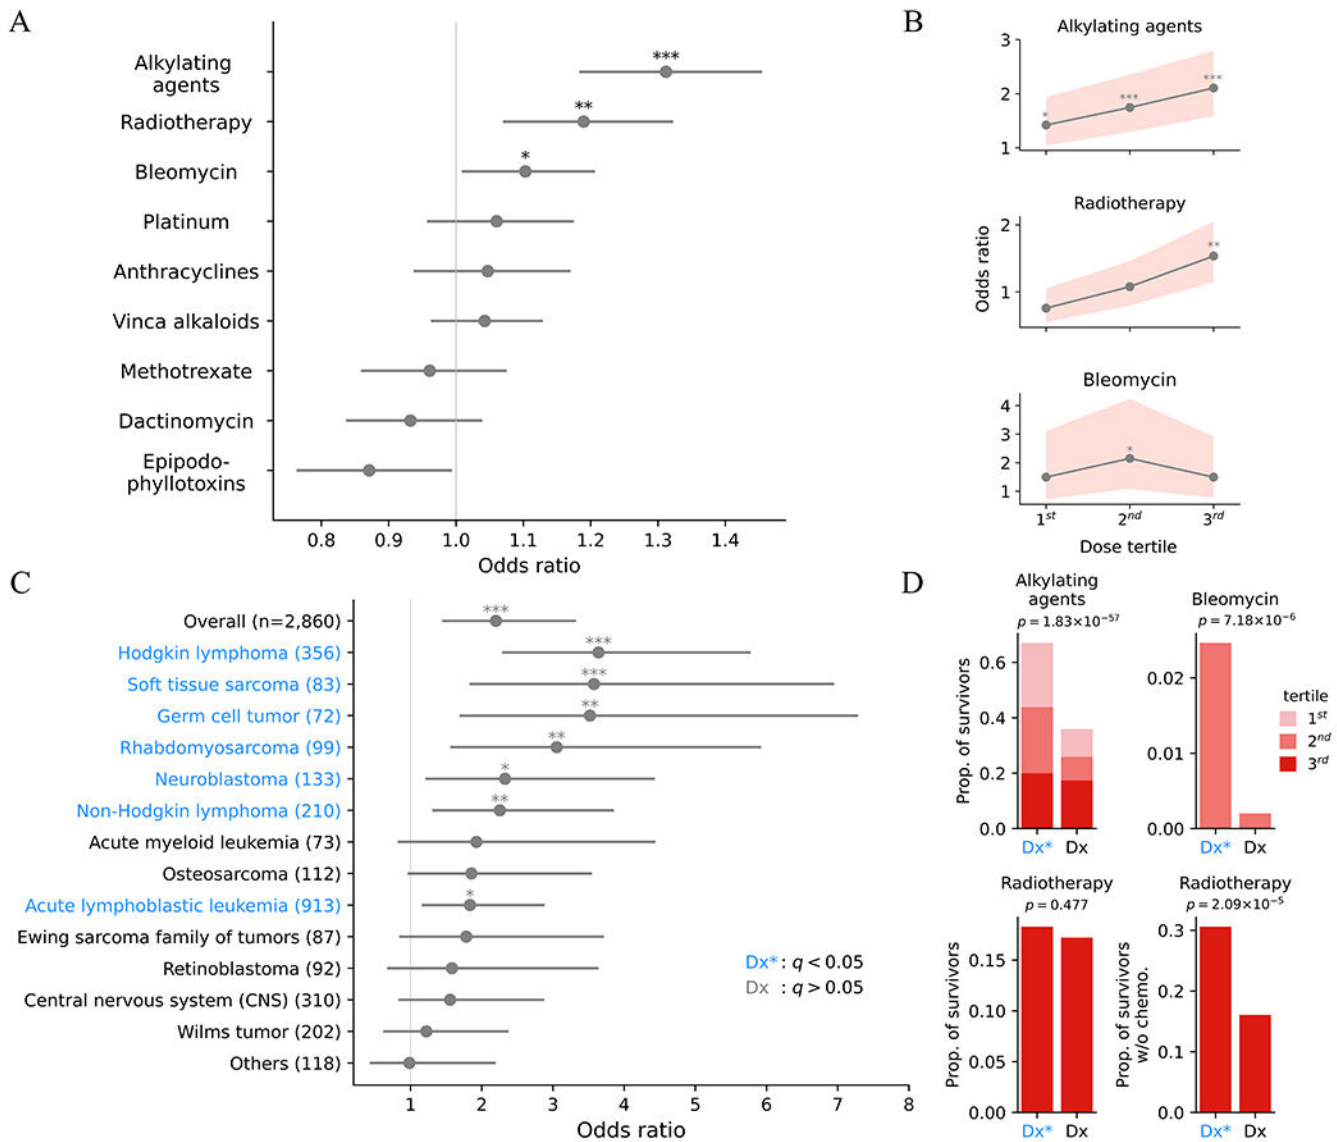 A
Alkylating
agents
Radiotherapy
Bleomycin
Platinum
Anthracyclines
Vinca alkaloids
Methotrexate
Dactinomycin
Epipodo-
phyllotoxins
***
**
*
0.8 0.9 1.0 1.1 1.2 1.3 1.4
Odds ratio
B
Alkylating agents
3
2
1
*
***
***
Radiotherapy
2
1
**
Odds ratio
Bleomycin
4
3
2
1
*
1st 2nd 3rd
Dose tertile
C
Overall (n=2,860)
***
Hodgkin lymphoma (356)
***
Soft tissue sarcoma (83)
***
Germ cell tumor (72)
**
Rhabdomyosarcoma (99)
**
Neuroblastoma (133)
*
Non-Hodgkin lymphoma (210)
**
Acute myeloid leukemia (73)
Osteosarcoma (112)
Acute lymphoblastic leukemia (913)
*
Ewing sarcoma family of tumors (87)
Retinoblastoma (92)
Central nervous system (CNS) (310)
Wilms tumor (202)
Others (118)
Dx* : q < 0.05
Dx : q > 0.05
1 2 3 4 5 6 7 8
Odds ratio
D
Alkylating
agents
p = 1.83×10⁻⁵⁷
Prop. of survivors
0.6
0.4
0.2
0.0
Dx* Dx
Bleomycin
p = 7.18×10⁻⁶
0.02
0.01
0.00
Dx* Dx
tertile
1st
2nd
3rd
Radiotherapy
p = 0.477
Prop. of survivors
0.15
0.10
0.05
0.00
Dx* Dx
Radiotherapy
p = 2.09×10⁻⁵
Prop. of survivors
w/o chemo.
0.3
0.2
0.1
0.0
Dx* Dx